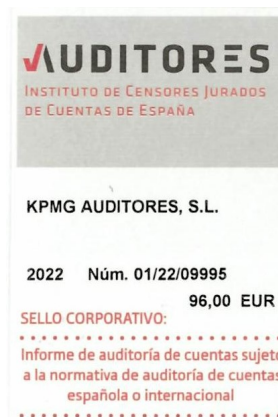 AUDITORES
INSTITUTO DE CENSORES JURADOS
DE CUENTAS DE ESPAÑA
KPMG AUDITORES, S.L.
2022 Núm. 01/22/09995
96,00 EUR
SELLO CORPORATIVO:
Informe de auditoría de cuentas sujeto
a la normativa de auditoría de cuentas
española o internacional